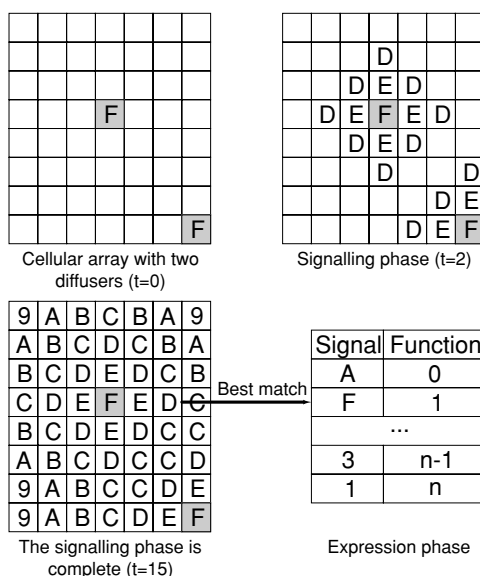 F
F
Cellular array with two
diffusers (t=0)
D
D E D
D E F E D
D E D
D D
D E
D E F
Signalling phase (t=2)
9 A B C B A 9
A B C D C B A
B C D E D C B
C D E F E D C
B C D E D C C
A B C D C C D
9 A B C C D E
9 A B C D E F
The signalling phase is
complete (t=15)
Best match
Signal Function
A 0
F 1
...
3 n-1
1 n
Expression phase